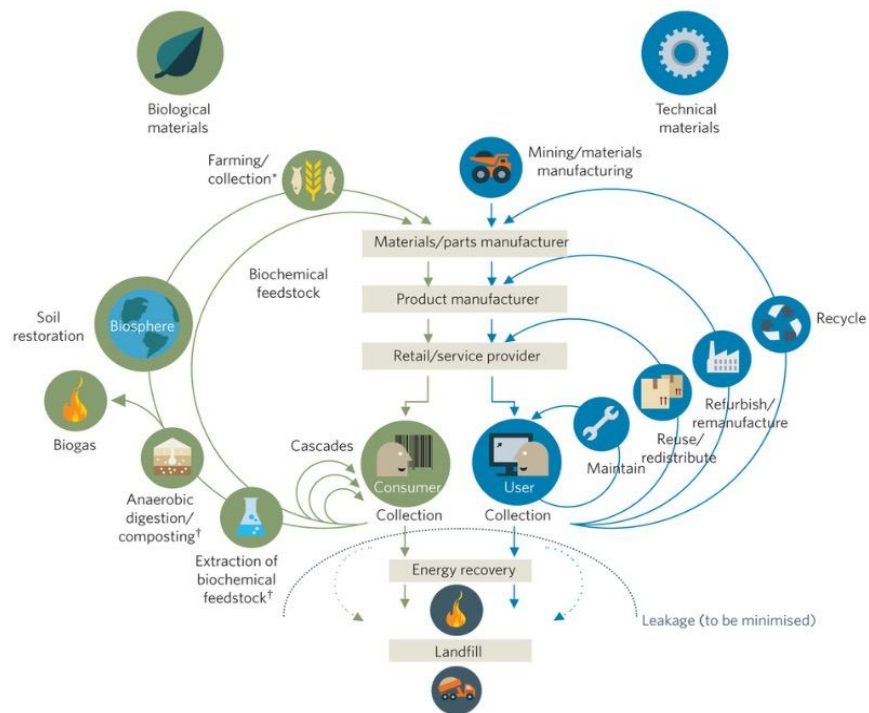 Biological
materials
Technical
materials
Farming/
collection*
Mining/materials
manufacturing
Materials/parts manufacturer
Biochemical
feedstock
Product manufacturer
Soil
restoration
Biosphere
Recycle
Retail/service provider
Refurbish/
remanufacture
Biogas
Reuse/
redistribute
Cascades
Maintain
Consumer
User
Anaerobic
digestion/
composting†
Collection
Collection
Extraction of
biochemical
feedstock†
Energy recovery
Leakage (to be minimised)
Landfill